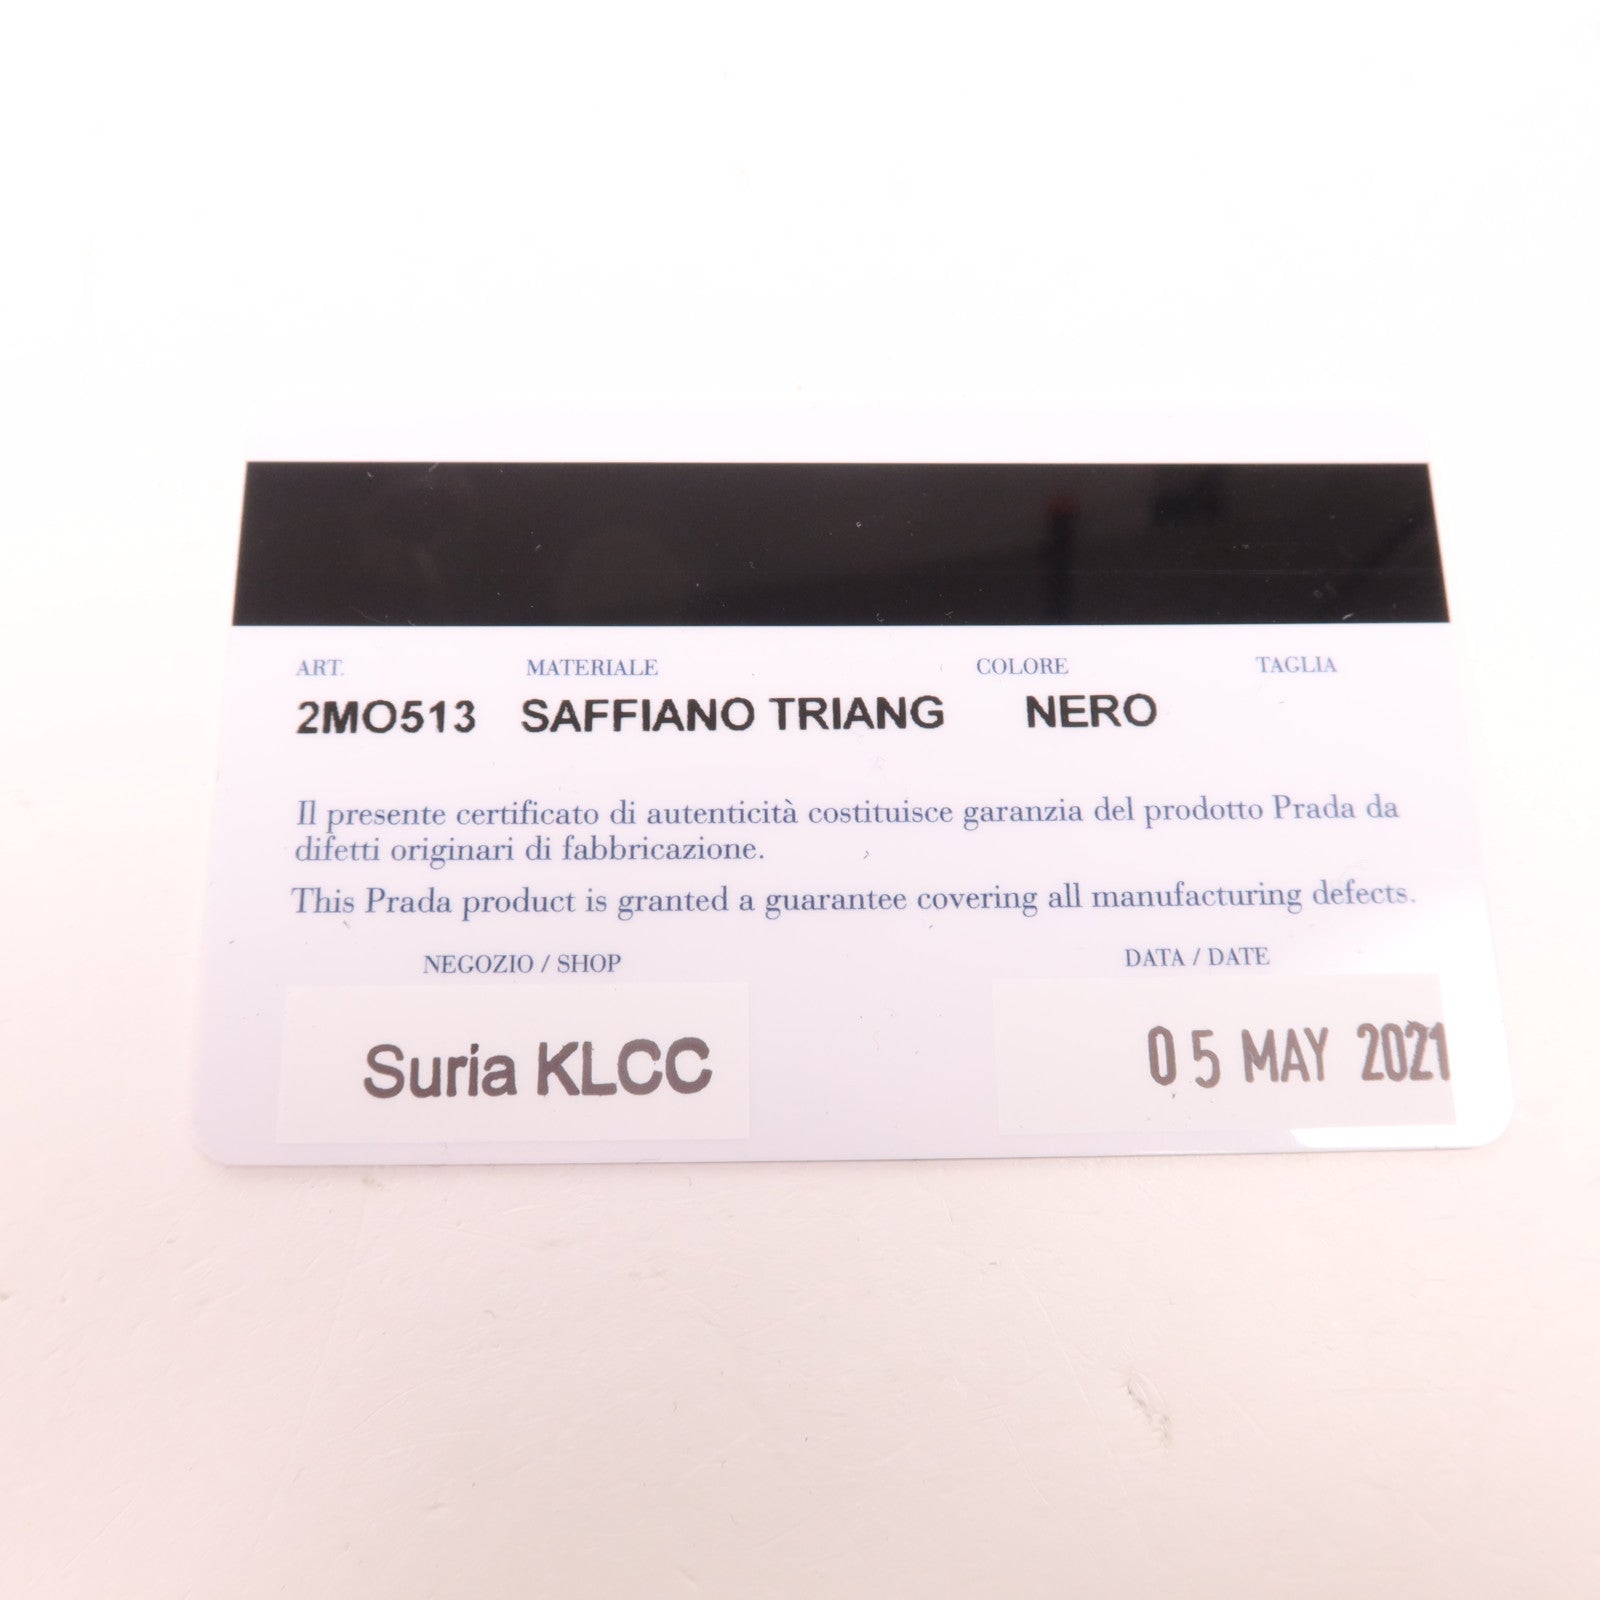 ART. MATERIALE COLORE TAGLIA
2MO513 SAFFIANO TRIANG NERO
Il presente certificato di autenticità costituisce garanzia del prodotto Prada da
difetti originari di fabbricazione.
This Prada product is granted a guarantee covering all manufacturing defects.
NEGOZIO / SHOP DATA / DATE
Suria KLCC 05 MAY 2021